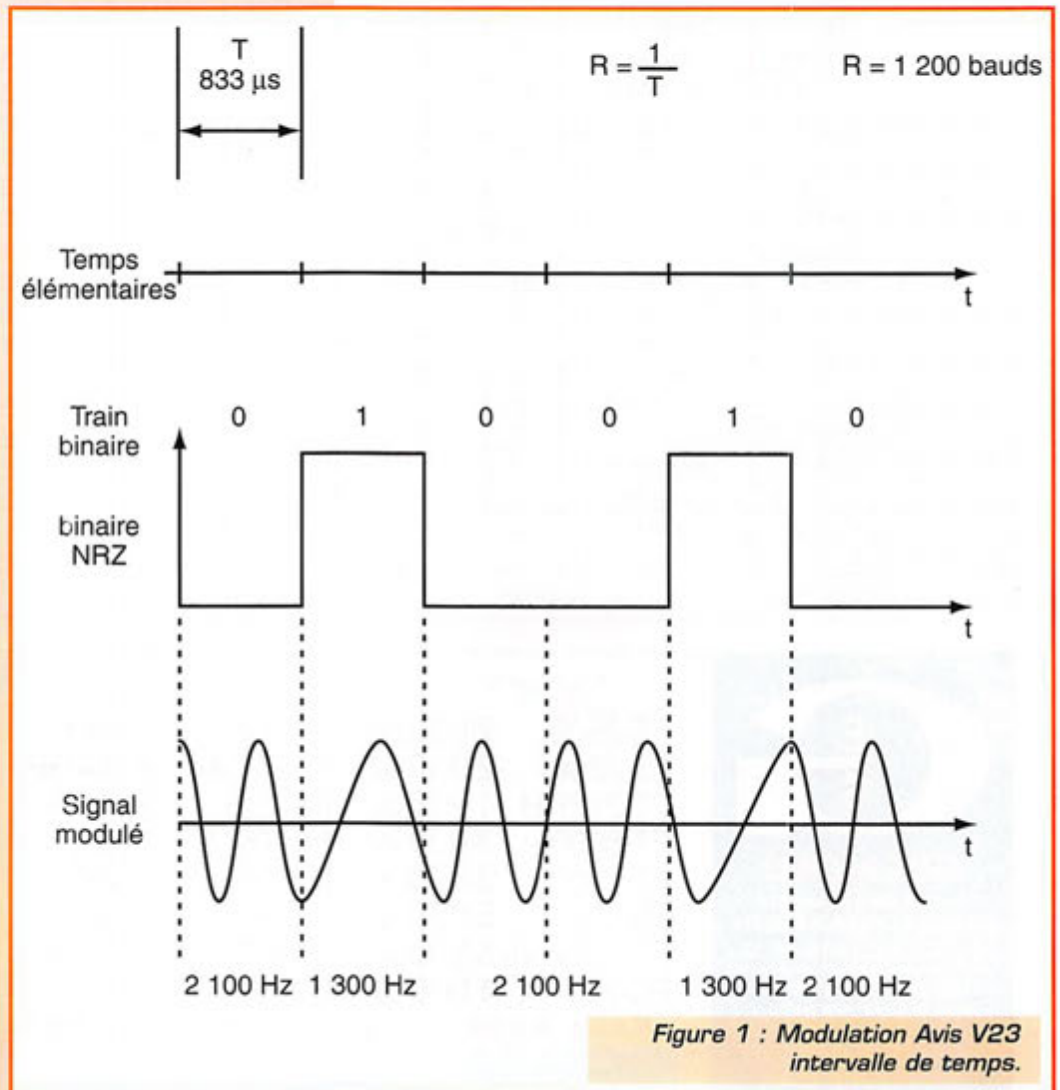 T
833 µs
R = 1/T
R = 1 200 bauds
Temps
élémentaires
t
Train
binaire
0 1 0 0 1 0
binaire
NRZ
t
Signal
modulé
t
2 100 Hz 1 300 Hz 2 100 Hz 1 300 Hz 2 100 Hz
Figure 1 : Modulation Avis V23
intervalle de temps.